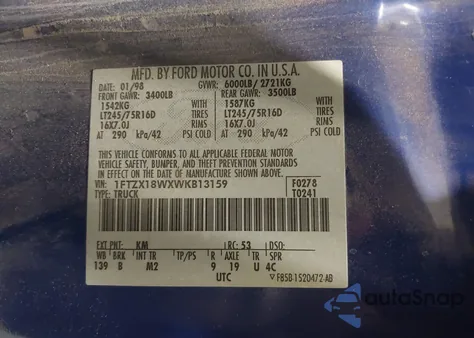 MFD. BY FORD MOTOR CO. IN U.S.A.
DATE: 01/98 GVWR: 6000LB/ 2721KG
FRONT GAWR: 3400LB REAR GAWR: 3500LB
1542KG WITH 1587KG WITH
LT245/75R16D TIRES LT245/75R16D TIRES
16X7.0J RIMS 16X7.0J RIMS
AT 290 kPa/42 PSI COLD AT 290 kPa/42 PSI COLD
THIS VEHICLE CONFORMS TO ALL APPLICABLE FEDERAL MOTOR
VEHICLE SAFETY, BUMPER, AND THEFT PREVENTION STANDARDS
IN EFFECT ON THE DATE OF MANUFACTURE SHOWN ABOVE.
VIN: 1FTZX18WXWKB13159 F0278
TYPE: TRUCK T0241
EXT PNT: KM RC: 53 DSO:
WB BRK INT TR TP/PS R AXLE TR SPR
139 B M2 9 19 U 4C
UTC F85B-1520472-AB
autoSnap